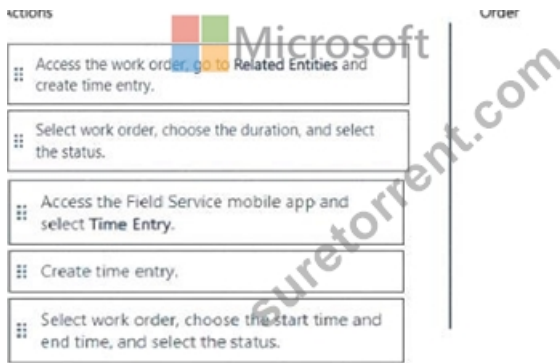 Actions
Order
Microsoft
Access the work order, go to Related Entities and
create time entry.
Select work order, choose the duration, and select
the status.
Access the Field Service mobile app and
select Time Entry.
Create time entry.
Select work order, choose the start time and
end time, and select the status.
suretorrent.com